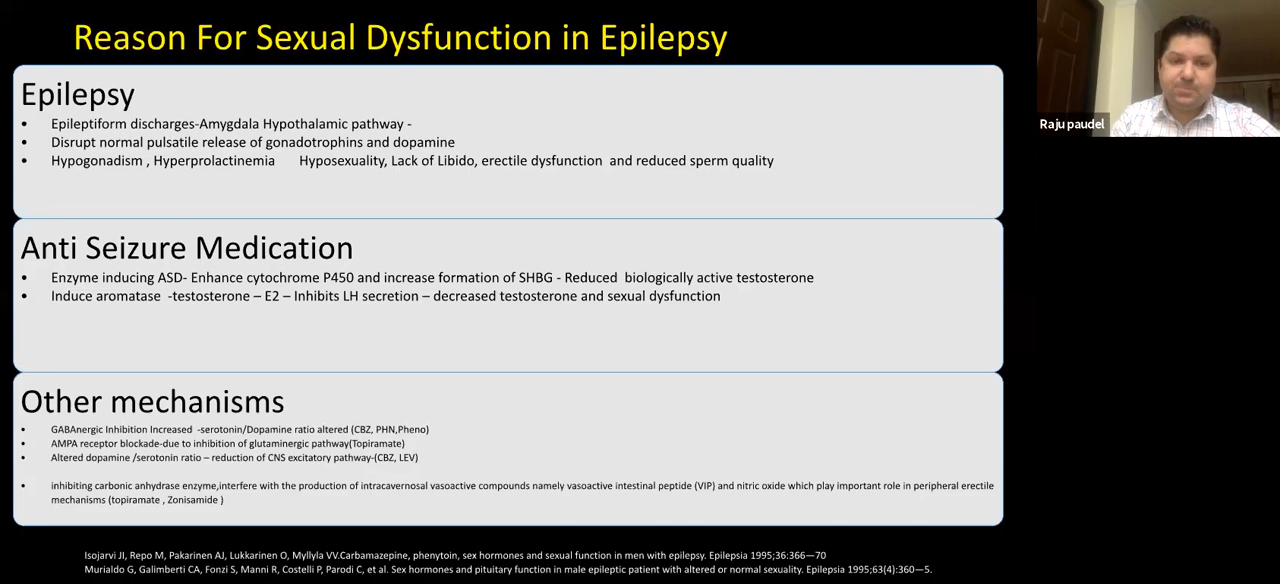 Reason For Sexual Dysfunction in Epilepsy
Epilepsy
• Epileptiform discharges-Amygdala Hypothalamic pathway -
• Disrupt normal pulsatile release of gonadotrophins and dopamine
• Hypogonadism , Hyperprolactinemia Hyposexuality, Lack of Libido, erectile dysfunction and reduced sperm quality
Anti Seizure Medication
• Enzyme inducing ASD- Enhance cytochrome P450 and increase formation of SHBG - Reduced biologically active testosterone
• Induce aromatase -testosterone – E2 – Inhibits LH secretion – decreased testosterone and sexual dysfunction
Other mechanisms
• GABAnergic Inhibition Increased -serotonin/Dopamine ratio altered (CBZ, PHN,Pheno)
• AMPA receptor blockade-due to inhibition of glutaminergic pathway(Topiramate)
• Altered dopamine /serotonin ratio – reduction of CNS excitatory pathway-(CBZ, LEV)
• inhibiting carbonic anhydrase enzyme,interfere with the production of intracavernosal vasoactive compounds namely vasoactive intestinal peptide (VIP) and nitric oxide which play important role in peripheral erectile
mechanisms (topiramate , Zonisamide )
Isojarvi JI, Repo M, Pakarinen AJ, Lukkarinen O, Myllyla VV.Carbamazepine, phenytoin, sex hormones and sexual function in men with epilepsy. Epilepsia 1995;36:366—70
Murialdo G, Galimberti CA, Fonzi S, Manni R, Costelli P, Parodi C, et al. Sex hormones and pituitary function in male epileptic patient with altered or normal sexuality. Epilepsia 1995;63(4):360—5.
Raju paudel